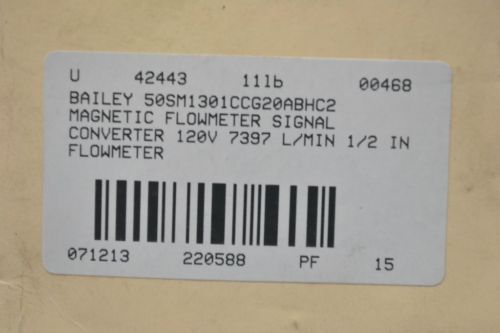 U 42443 11lb 00468
BAILEY 50SM1301CCG20ABHC2
MAGNETIC FLOWMETER SIGNAL
CONVERTER 120V 7397 L/MIN 1/2 IN
FLOWMETER
071213 220588 PF 15